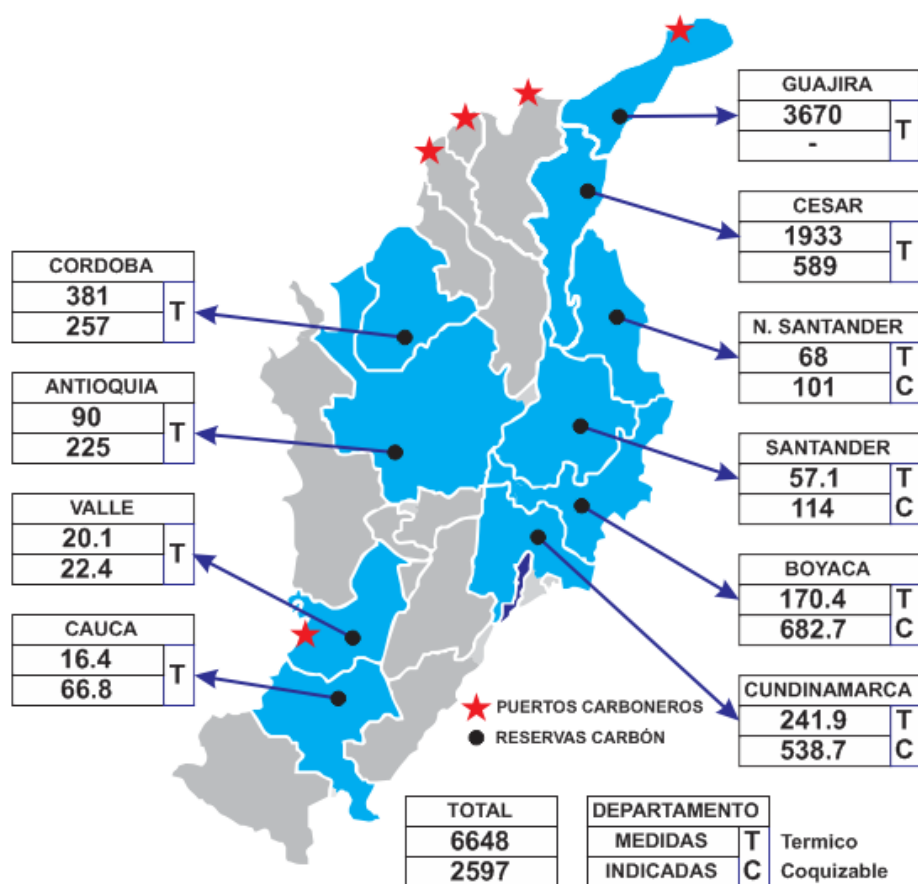 GUAJIRA
3670
-
T
CESAR
1933
589
T
N. SANTANDER
68 T
101 C
SANTANDER
57.1 T
114 C
BOYACA
170.4 T
682.7 C
CUNDINAMARCA
241.9 T
538.7 C
CORDOBA
381
257
T
ANTIOQUIA
90
225
T
VALLE
20.1
22.4
T
CAUCA
16.4
66.8
T
PUERTOS CARBONEROS
RESERVAS CARBÓN
TOTAL
6648
2597
DEPARTAMENTO
MEDIDAS T Termico
INDICADAS C Coquizable